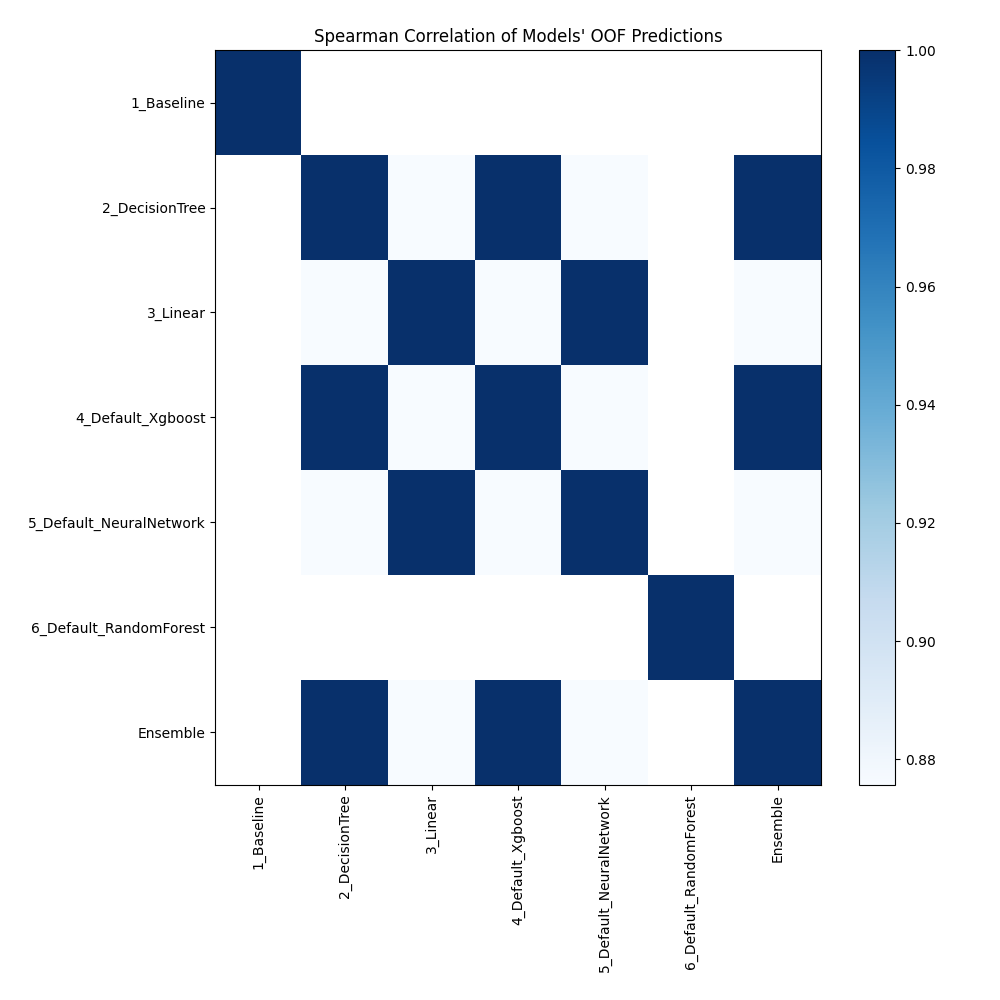 Spearman Correlation of Models' OOF Predictions
1_Baseline
2_DecisionTree
3_Linear
4_Default_Xgboost
5_Default_NeuralNetwork
6_Default_RandomForest
Ensemble
1_Baseline
2_DecisionTree
3_Linear
4_Default_Xgboost
5_Default_NeuralNetwork
6_Default_RandomForest
Ensemble
1.00
0.98
0.96
0.94
0.92
0.90
0.88